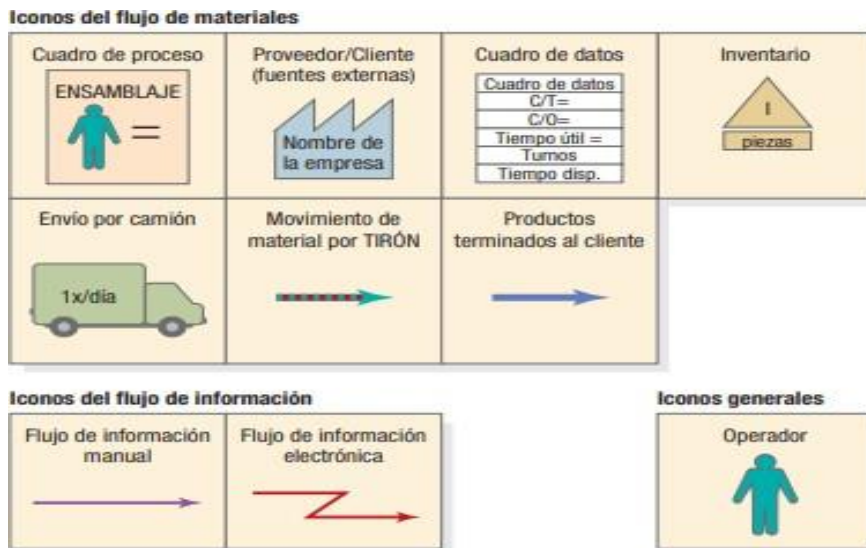 Iconos del flujo de materiales
Cuadro de proceso
ENSAMBLAJE
Proveedor/Cliente
(fuentes externas)
Nombre de
la empresa
Cuadro de datos
Cuadro de datos
C/T=
C/O=
Tiempo útil =
Turnos
Tiempo disp.
Inventario
I
piezas
Envío por camión
1x/día
Movimiento de
material por TIRÓN
Productos
terminados al cliente
Iconos del flujo de información
Flujo de información
manual
Flujo de información
electrónica
Iconos generales
Operador